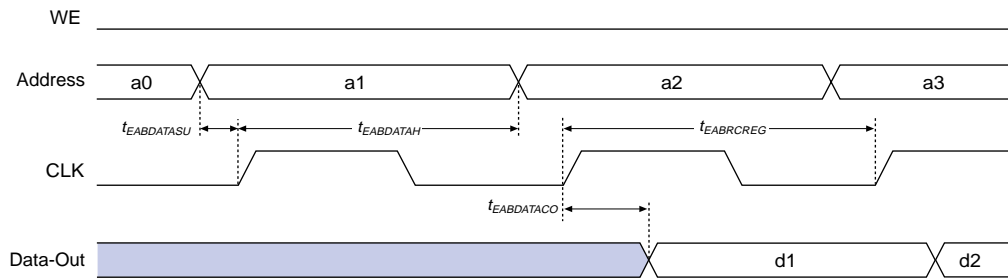 WE
Address a0 a1 a2 a3
tEABDATASU tEABDATAH tEABRCREG
CLK
tEABDATACO
Data-Out d1 d2